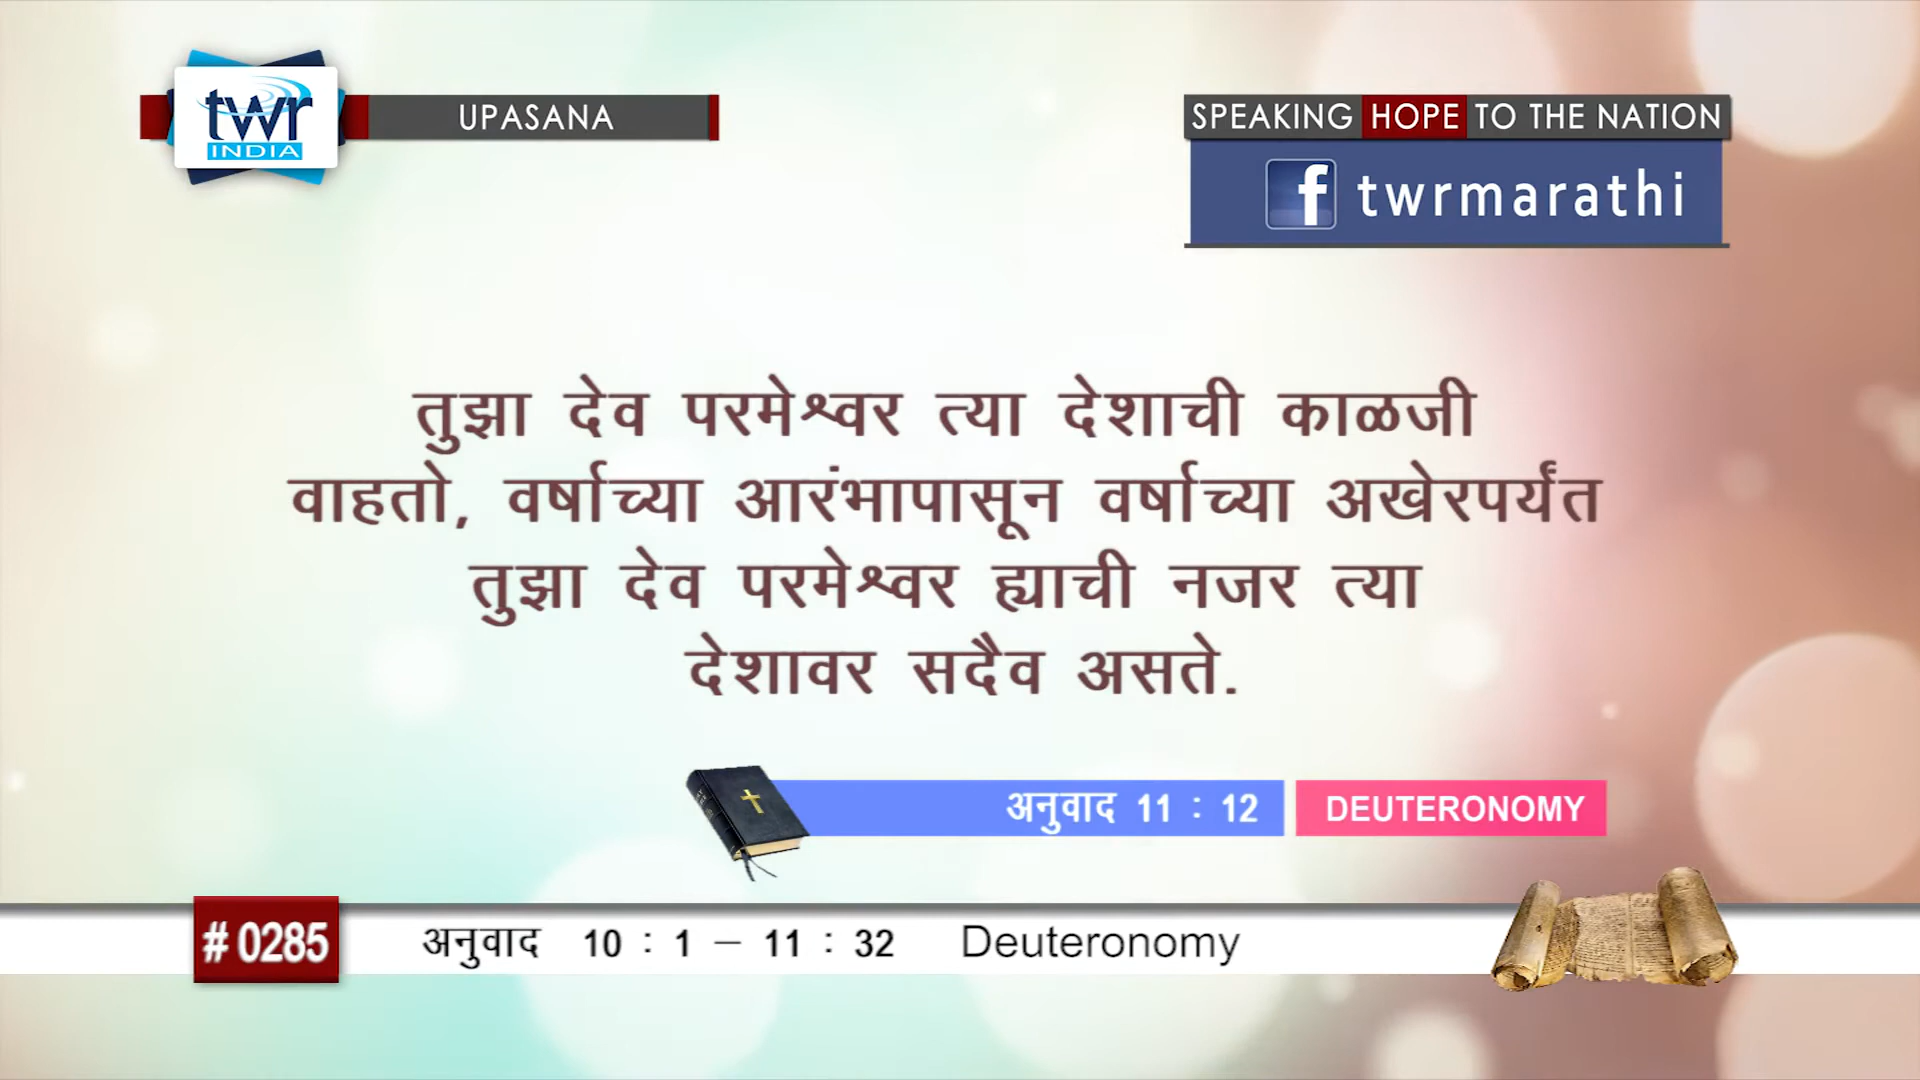 twr
INDIA
UPASANA
SPEAKING HOPE TO THE NATION
f twrmarathi
तुझा देव परमेश्वर त्या देशाची काळजी
वाहतो, वर्षाच्या आरंभापासून वर्षाच्या अखेरपर्यंत
तुझा देव परमेश्वर ह्याची नजर त्या
देशावर सदैव असते.
अनुवाद 11 : 12 DEUTERONOMY
# 0285 अनुवाद 10 : 1 – 11 : 32 Deuteronomy